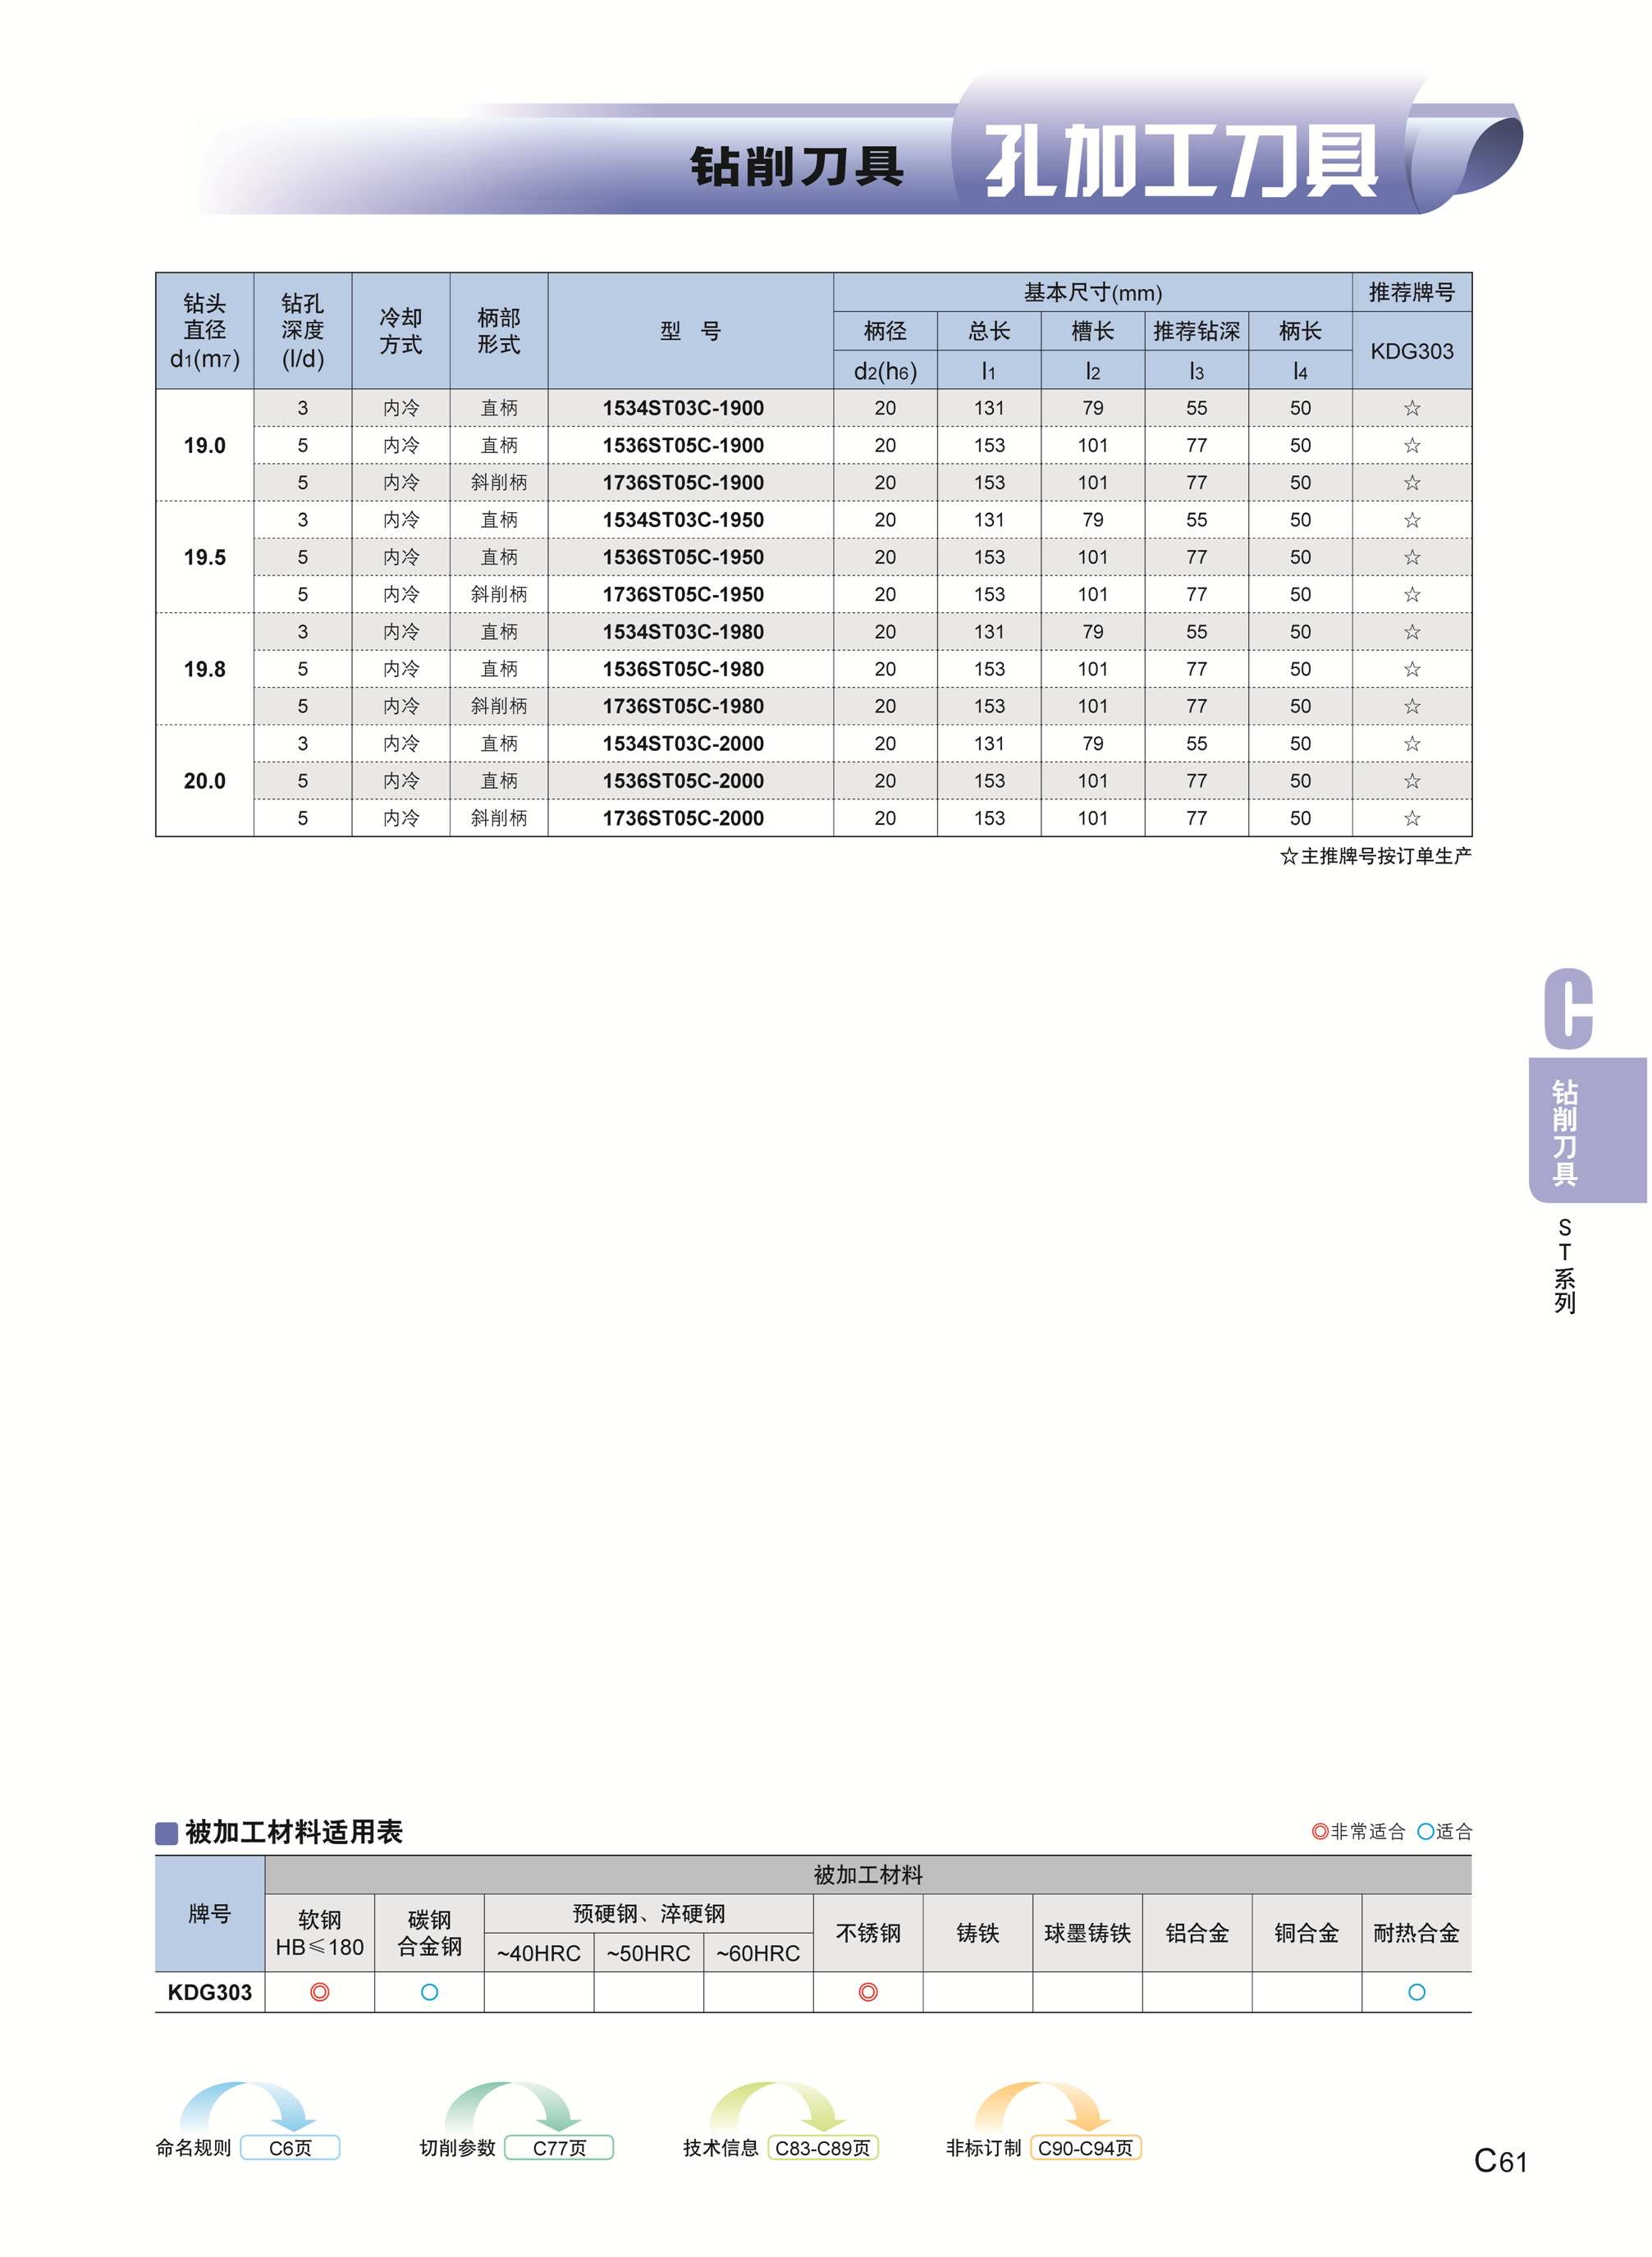 钻削刀具 孔加工刀具
钻头直径d1(m7) 钻孔深度(l/d) 冷却方式 柄部形式 型 号 基本尺寸(mm) 推荐牌号
柄径 总长 槽长 推荐钻深 柄长 KDG303
d2(h6) l1 l2 l3 l4
19.0 3 内冷 直柄 1534ST03C-1900 20 131 79 55 50 ☆
5 内冷 直柄 1536ST05C-1900 20 153 101 77 50 ☆
5 内冷 斜削柄 1736ST05C-1900 20 153 101 77 50 ☆
19.5 3 内冷 直柄 1534ST03C-1950 20 131 79 55 50 ☆
5 内冷 直柄 1536ST05C-1950 20 153 101 77 50 ☆
5 内冷 斜削柄 1736ST05C-1950 20 153 101 77 50 ☆
19.8 3 内冷 直柄 1534ST03C-1980 20 131 79 55 50 ☆
5 内冷 直柄 1536ST05C-1980 20 153 101 77 50 ☆
5 内冷 斜削柄 1736ST05C-1980 20 153 101 77 50 ☆
20.0 3 内冷 直柄 1534ST03C-2000 20 131 79 55 50 ☆
5 内冷 直柄 1536ST05C-2000 20 153 101 77 50 ☆
5 内冷 斜削柄 1736ST05C-2000 20 153 101 77 50 ☆
☆主推牌号按订单生产
C
钻削刀具
ST系列
被加工材料适用表 ◎非常适合 ○适合
牌号 被加工材料
软钢 HB≤180 碳钢 合金钢 预硬钢、淬硬钢 不锈钢 铸铁 球墨铸铁 铝合金 铜合金 耐热合金
~40HRC ~50HRC ~60HRC
KDG303 ◎ ○ ◎ ○
命名规则 C6页 切削参数 C77页 技术信息 C83-C89页 非标订制 C90-C94页
C61